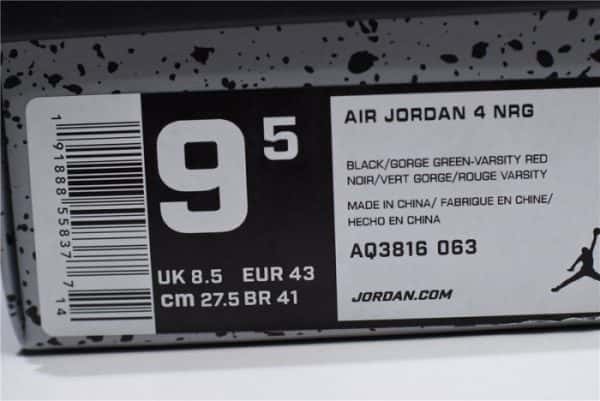 1 91888 55837 7 14
9 5
UK 8.5 EUR 43
cm 27.5 BR 41
AIR JORDAN 4 NRG
BLACK/GORGE GREEN-VARSITY RED
NOIR/VERT GORGE/ROUGE VARSITY
MADE IN CHINA/ FABRIQUE EN CHINE/
HECHO EN CHINA
AQ3816 063
JORDAN.COM